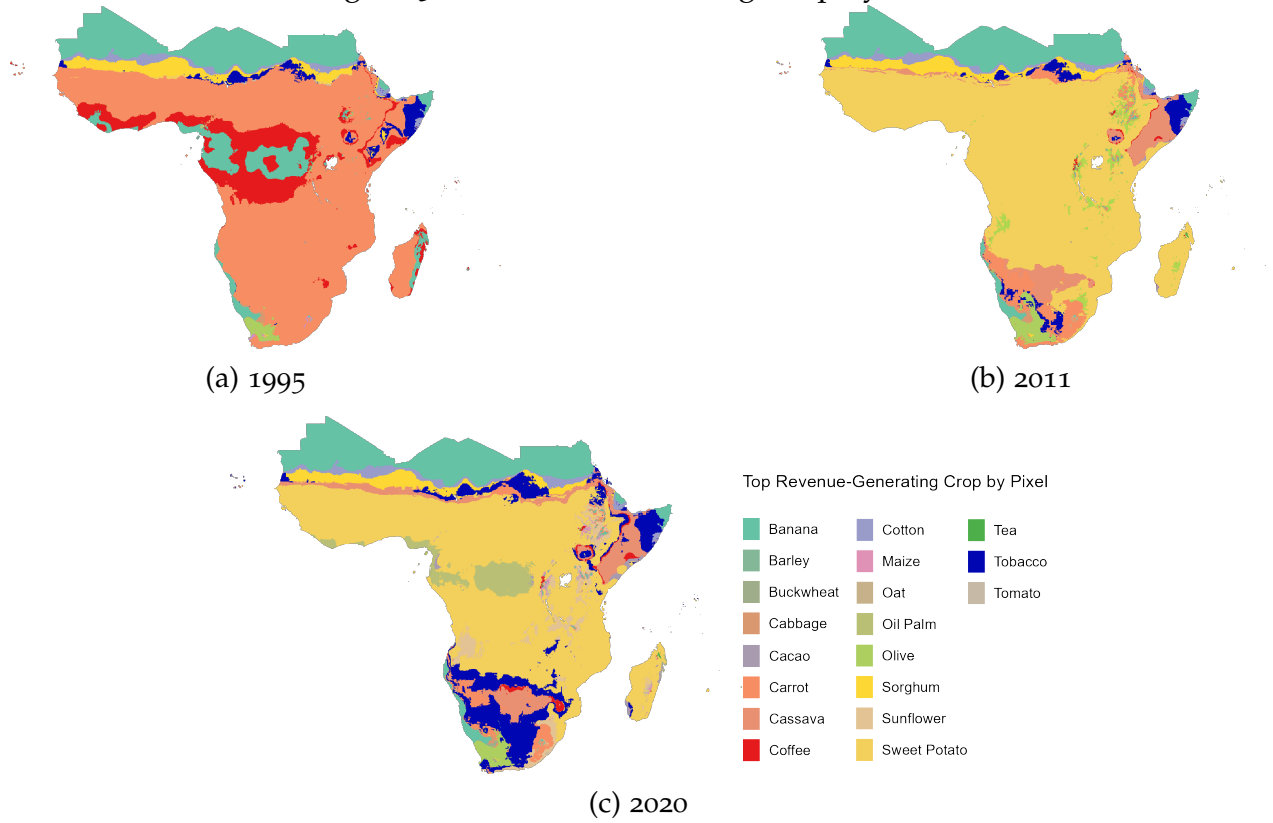 (a) 1995
(b) 2011
Top Revenue-Generating Crop by Pixel
Banana
Barley
Buckwheat
Cabbage
Cacao
Carrot
Cassava
Coffee
Cotton
Maize
Oat
Oil Palm
Olive
Sorghum
Sunflower
Sweet Potato
Tea
Tobacco
Tomato
(c) 2020